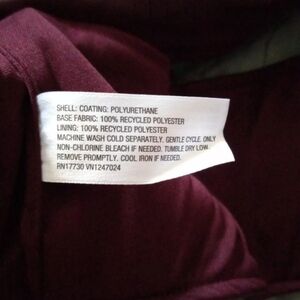 SHELL: COATING: POLYURETHANE
BASE FABRIC: 100% RECYCLED POLYESTER
LINING: 100% RECYCLED POLYESTER
MACHINE WASH COLD SEPARATELY. GENTLE CYCLE. ONLY
NON-CHLORINE BLEACH IF NEEDED. TUMBLE DRY LOW.
REMOVE PROMPTLY. COOL IRON IF NEEDED.
RN17730 VN1247024